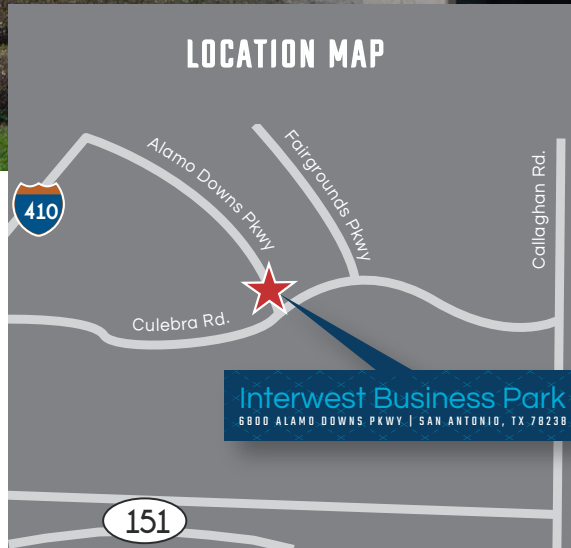 LOCATION MAP
Alamo Downs Pkwy
Fairgrounds Pkwy
Callaghan Rd.
410
Culebra Rd.
Interwest Business Park
6800 ALAMO DOWNS PKWY | SAN ANTONIO, TX 78238
151